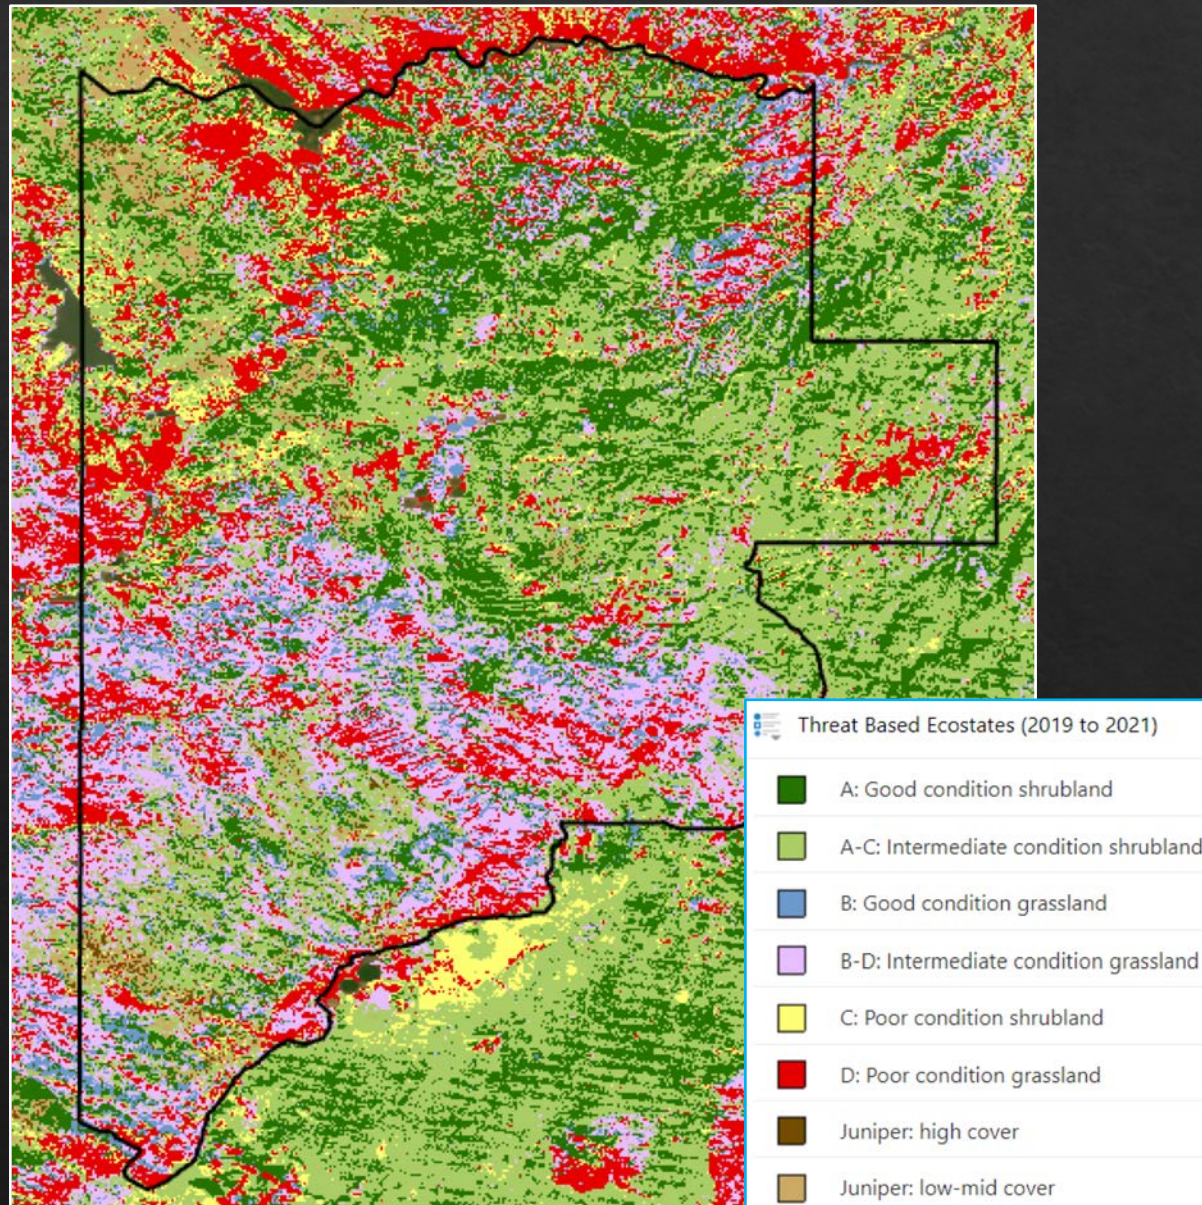 Threat Based Ecostates (2019 to 2021)
A: Good condition shrubland
A-C: Intermediate condition shrubland
B: Good condition grassland
B-D: Intermediate condition grassland
C: Poor condition shrubland
D: Poor condition grassland
Juniper: high cover
Juniper: low-mid cover